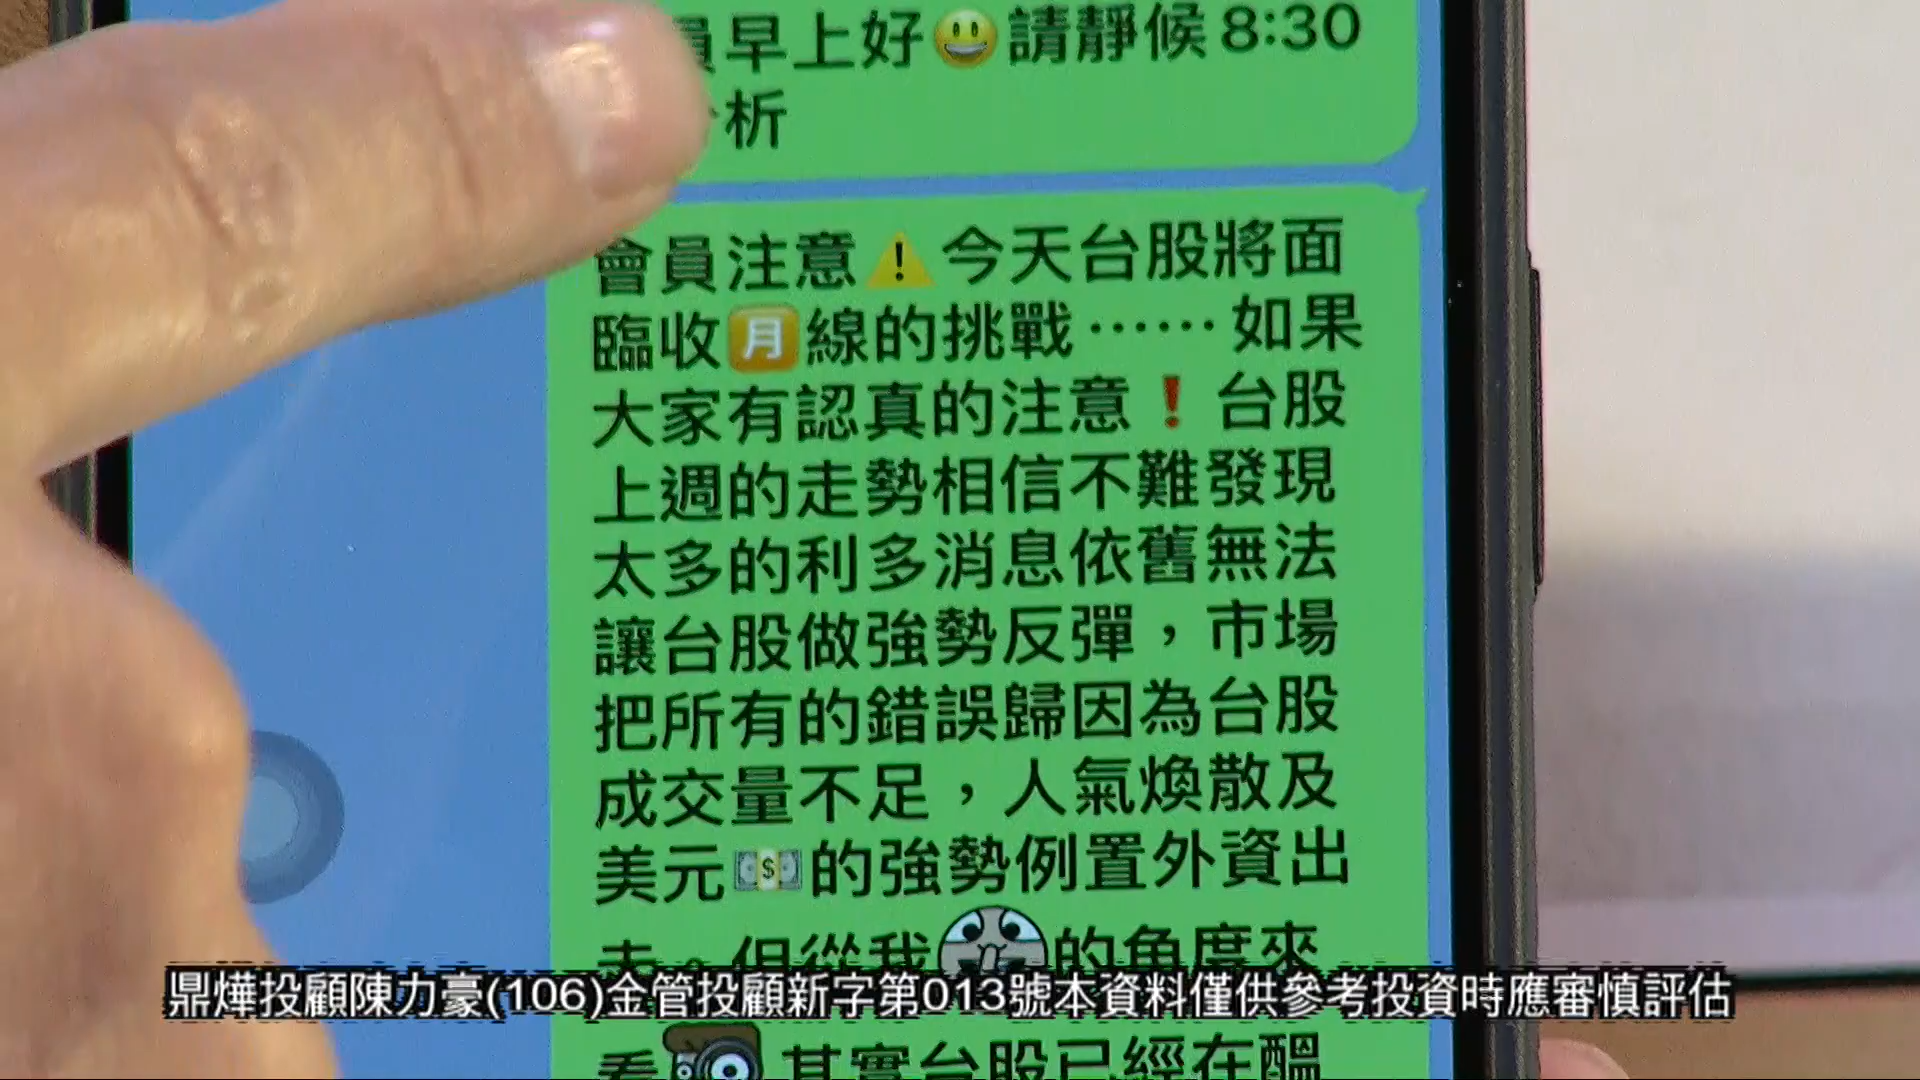 員早上好😃請靜候8:30
析
會員注意⚠️今天台股將面
臨收🈷️線的挑戰⋯⋯如果
大家有認真的注意❗台股
上週的走勢相信不難發現
太多的利多消息依舊無法
讓台股做強勢反彈，市場
把所有的錯誤歸因為台股
成交量不足，人氣煥散及
美元💵的強勢例置外資出
去。但從我的角度來
看其實台股已經在醞
鼎燁投顧陳力豪(106)金管投顧新字第013號本資料僅供參考投資時應審慎評估